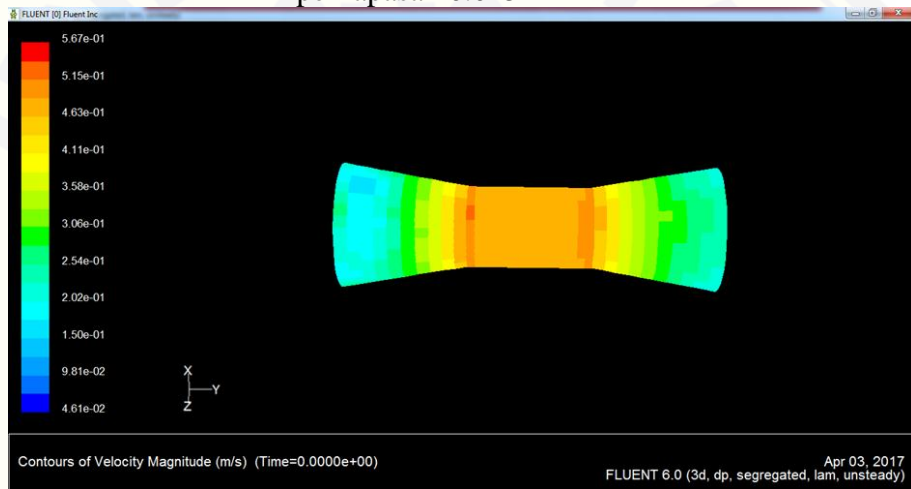 FLUENT [0] Fluent Inc
5.67e-01
5.15e-01
4.63e-01
4.11e-01
3.58e-01
3.06e-01
2.54e-01
2.02e-01
1.50e-01
9.81e-02
4.61e-02
X
Y
Z
Contours of Velocity Magnitude (m/s) (Time=0.0000e+00)
Apr 03, 2017
FLUENT 6.0 (3d, dp, segregated, lam, unsteady)